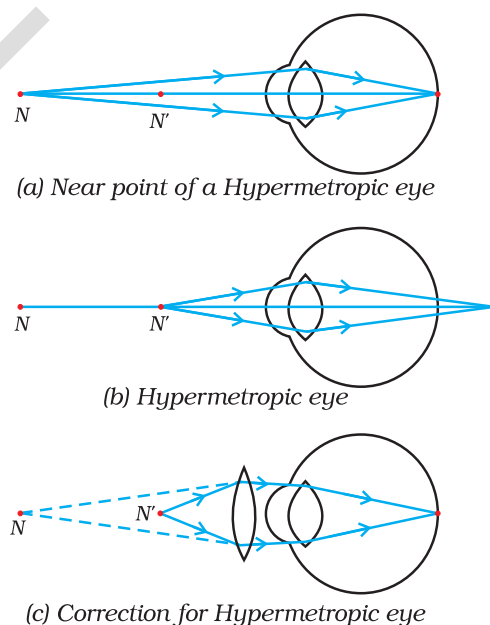 N
N′
(a) Near point of a Hypermetropic eye
N
N′
(b) Hypermetropic eye
N
N′
(c) Correction for Hypermetropic eye